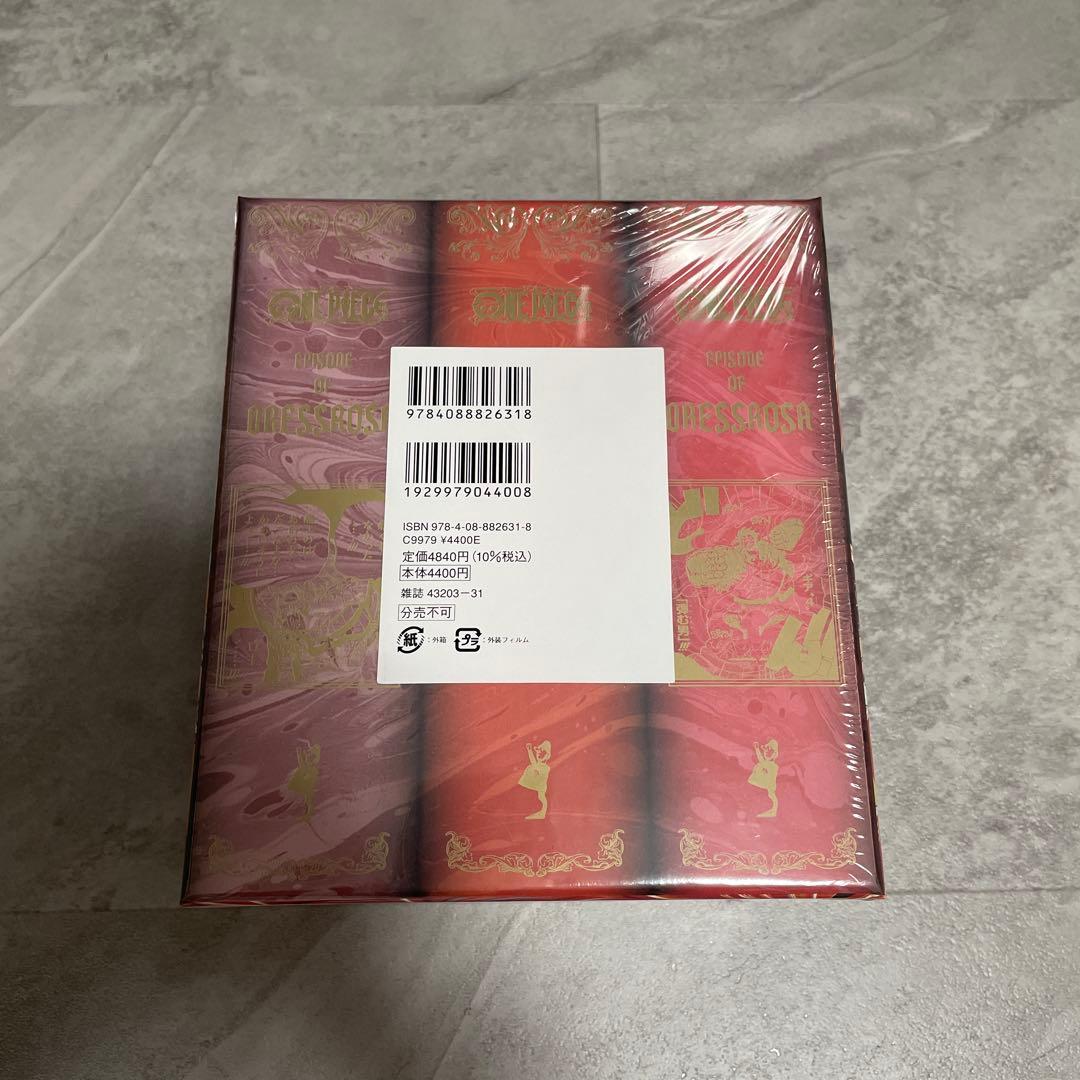 ONE PIECE
EPISODE
OF
DRESSROSA
ONE PIECE
ONE PIECE
EPISODE
OF
DRESSROSA
9784088826318
1929979044008
ISBN 978-4-08-882631-8
C9979 ¥4400E
定価4840円(10%税込)
本体4400円
雑誌 43203-31
分売不可
紙:外箱
プラ:外装フィルム
弾む男!!!